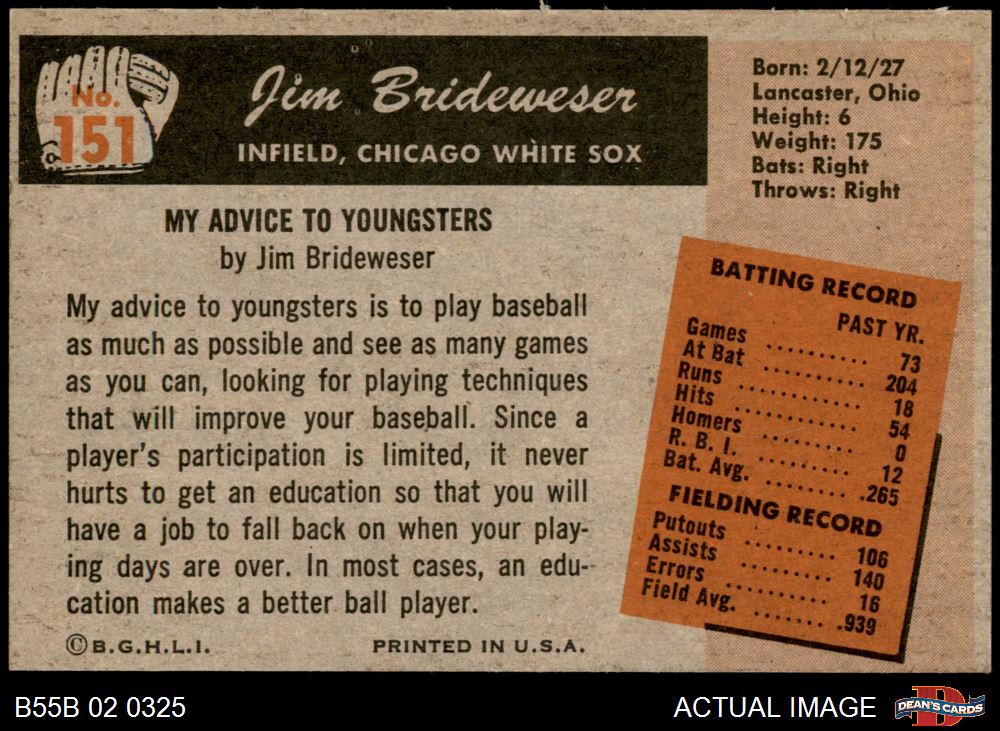 No.
151
Jim Brideweser
INFIELD, CHICAGO WHITE SOX
Born: 2/12/27
Lancaster, Ohio
Height: 6
Weight: 175
Bats: Right
Throws: Right
MY ADVICE TO YOUNGSTERS
by Jim Brideweser
My advice to youngsters is to play baseball
as much as possible and see as many games
as you can, looking for playing techniques
that will improve your baseball. Since a
player's participation is limited, it never
hurts to get an education so that you will
have a job to fall back on when your play-
ing days are over. In most cases, an edu-
cation makes a better ball player.
©B.G.H.L.I. PRINTED IN U.S.A.
BATTING RECORD
PAST YR.
Games .......... 73
At Bat .......... 204
Runs .......... 18
Hits .......... 54
Homers ........ 0
R. B. I. ......... 12
Bat. Avg. ........ .265
FIELDING RECORD
Putouts ......... 106
Assists ......... 140
Errors .......... 16
Field Avg. ....... .939
B55B 02 0325
ACTUAL IMAGE
D
DEAN'S CARDS